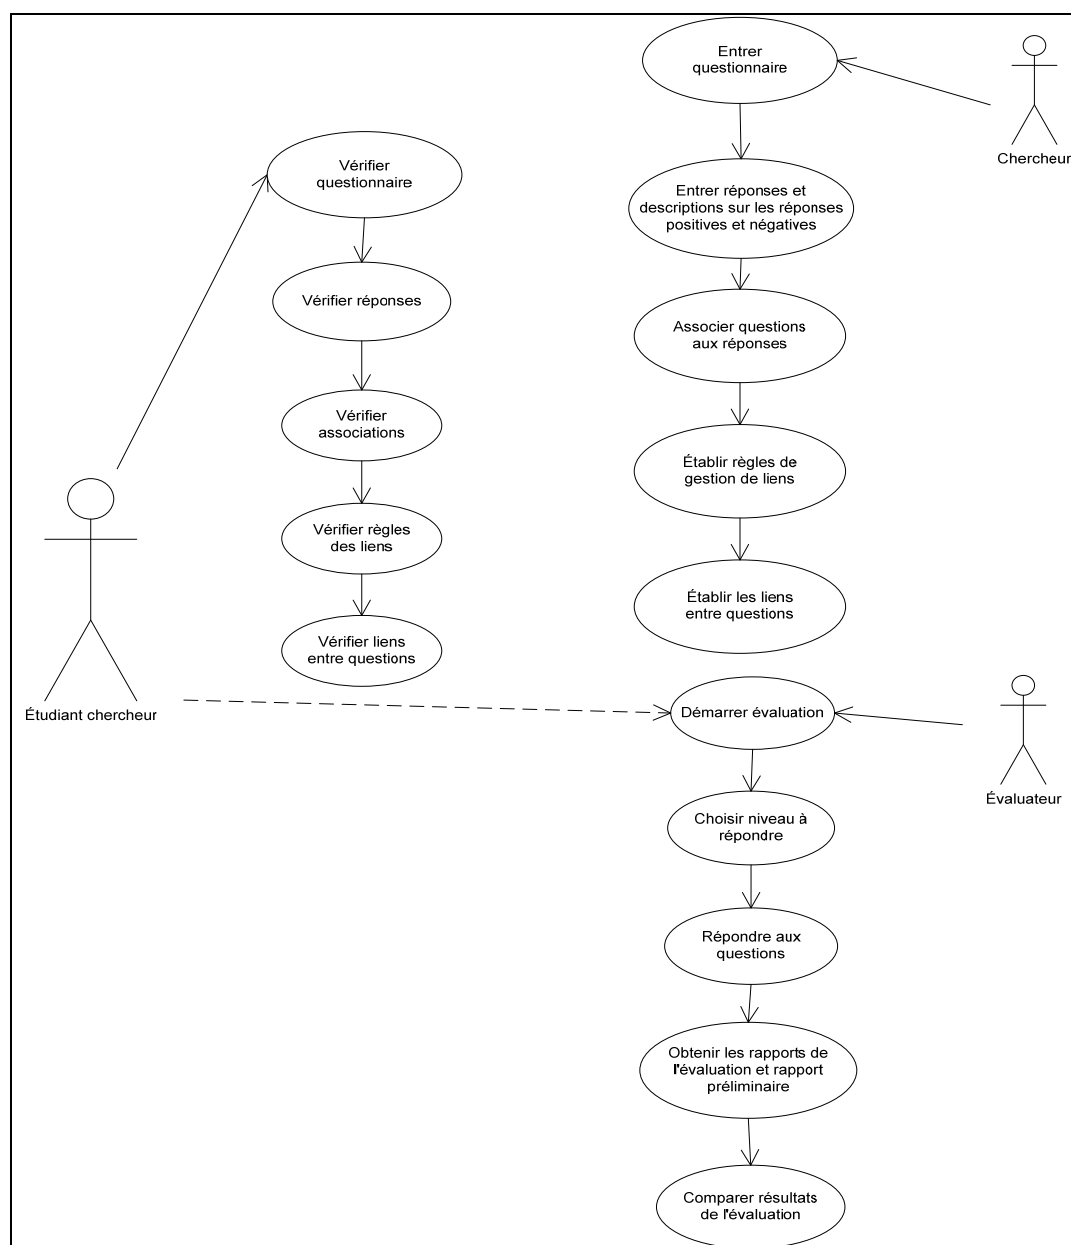 Entrer
questionnaire
Chercheur
Vérifier
questionnaire
Entrer réponses et
descriptions sur les réponses
positives et négatives
Vérifier réponses
Associer questions
aux réponses
Vérifier
associations
Établir règles de
gestion de liens
Vérifier règles
des liens
Établir les liens
entre questions
Vérifier liens
entre questions
Étudiant chercheur
Démarrer évaluation
Évaluateur
Choisir niveau à
répondre
Répondre aux
questions
Obtenir les rapports de
l'évaluation et rapport
préliminaire
Comparer résultats
de l'évaluation